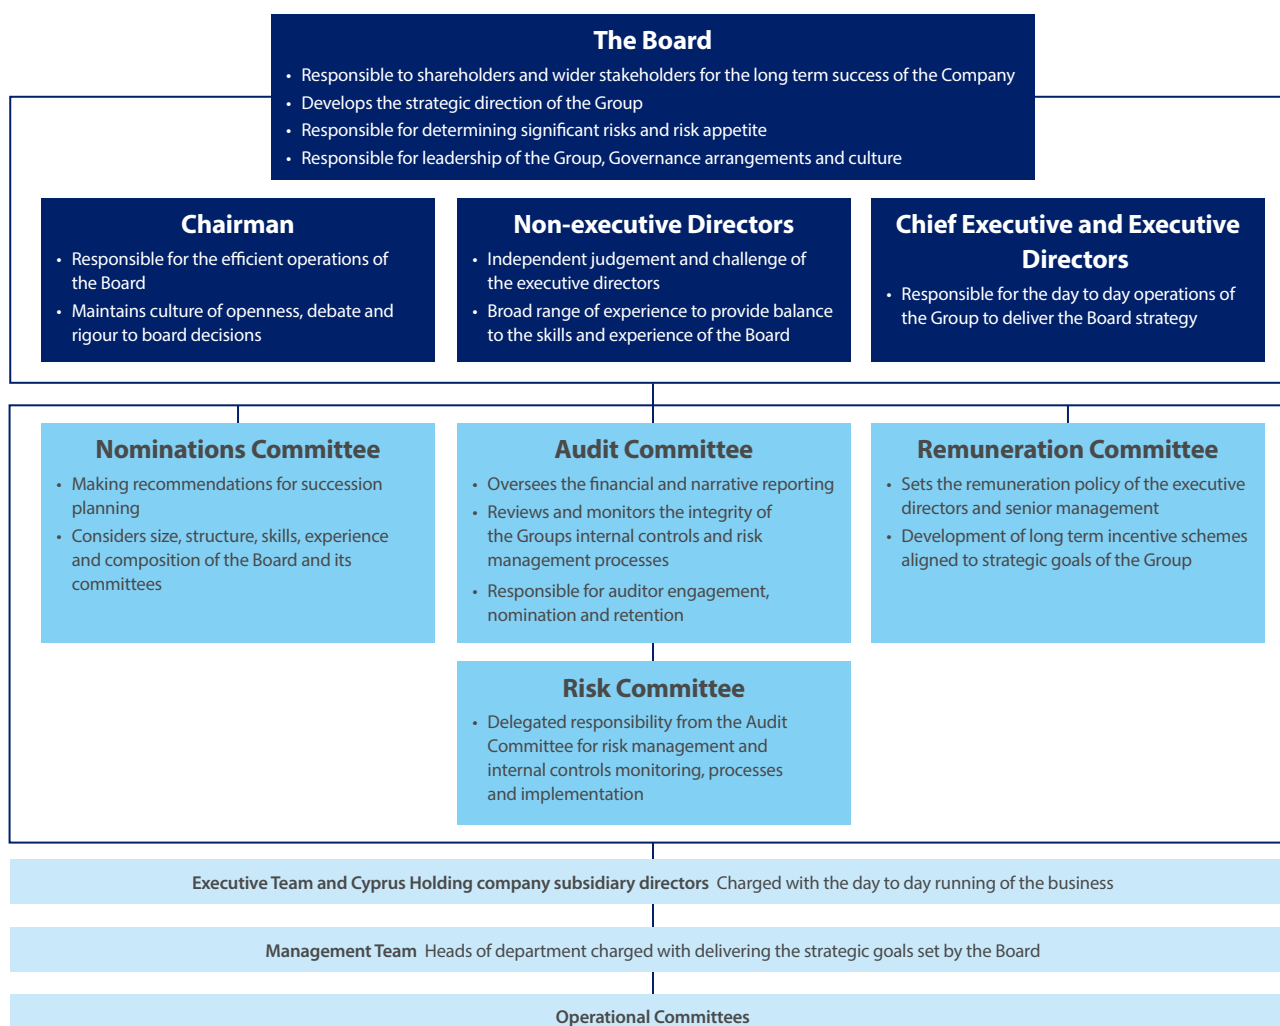 The Board
• Responsible to shareholders and wider stakeholders for the long term success of the Company
• Develops the strategic direction of the Group
• Responsible for determining significant risks and risk appetite
• Responsible for leadership of the Group, Governance arrangements and culture
Chairman
• Responsible for the efficient operations of
the Board
• Maintains culture of openness, debate and
rigour to board decisions
Non-executive Directors
• Independent judgement and challenge of
the executive directors
• Broad range of experience to provide balance
to the skills and experience of the Board
Chief Executive and Executive
Directors
• Responsible for the day to day operations of
the Group to deliver the Board strategy
Nominations Committee
• Making recommendations for succession
planning
• Considers size, structure, skills, experience
and composition of the Board and its
committees
Audit Committee
• Oversees the financial and narrative reporting
• Reviews and monitors the integrity of
the Groups internal controls and risk
management processes
• Responsible for auditor engagement,
nomination and retention
Remuneration Committee
• Sets the remuneration policy of the executive
directors and senior management
• Development of long term incentive schemes
aligned to strategic goals of the Group
Risk Committee
• Delegated responsibility from the Audit
Committee for risk management and
internal controls monitoring, processes
and implementation
Executive Team and Cyprus Holding company subsidiary directors Charged with the day to day running of the business
Management Team Heads of department charged with delivering the strategic goals set by the Board
Operational Committees